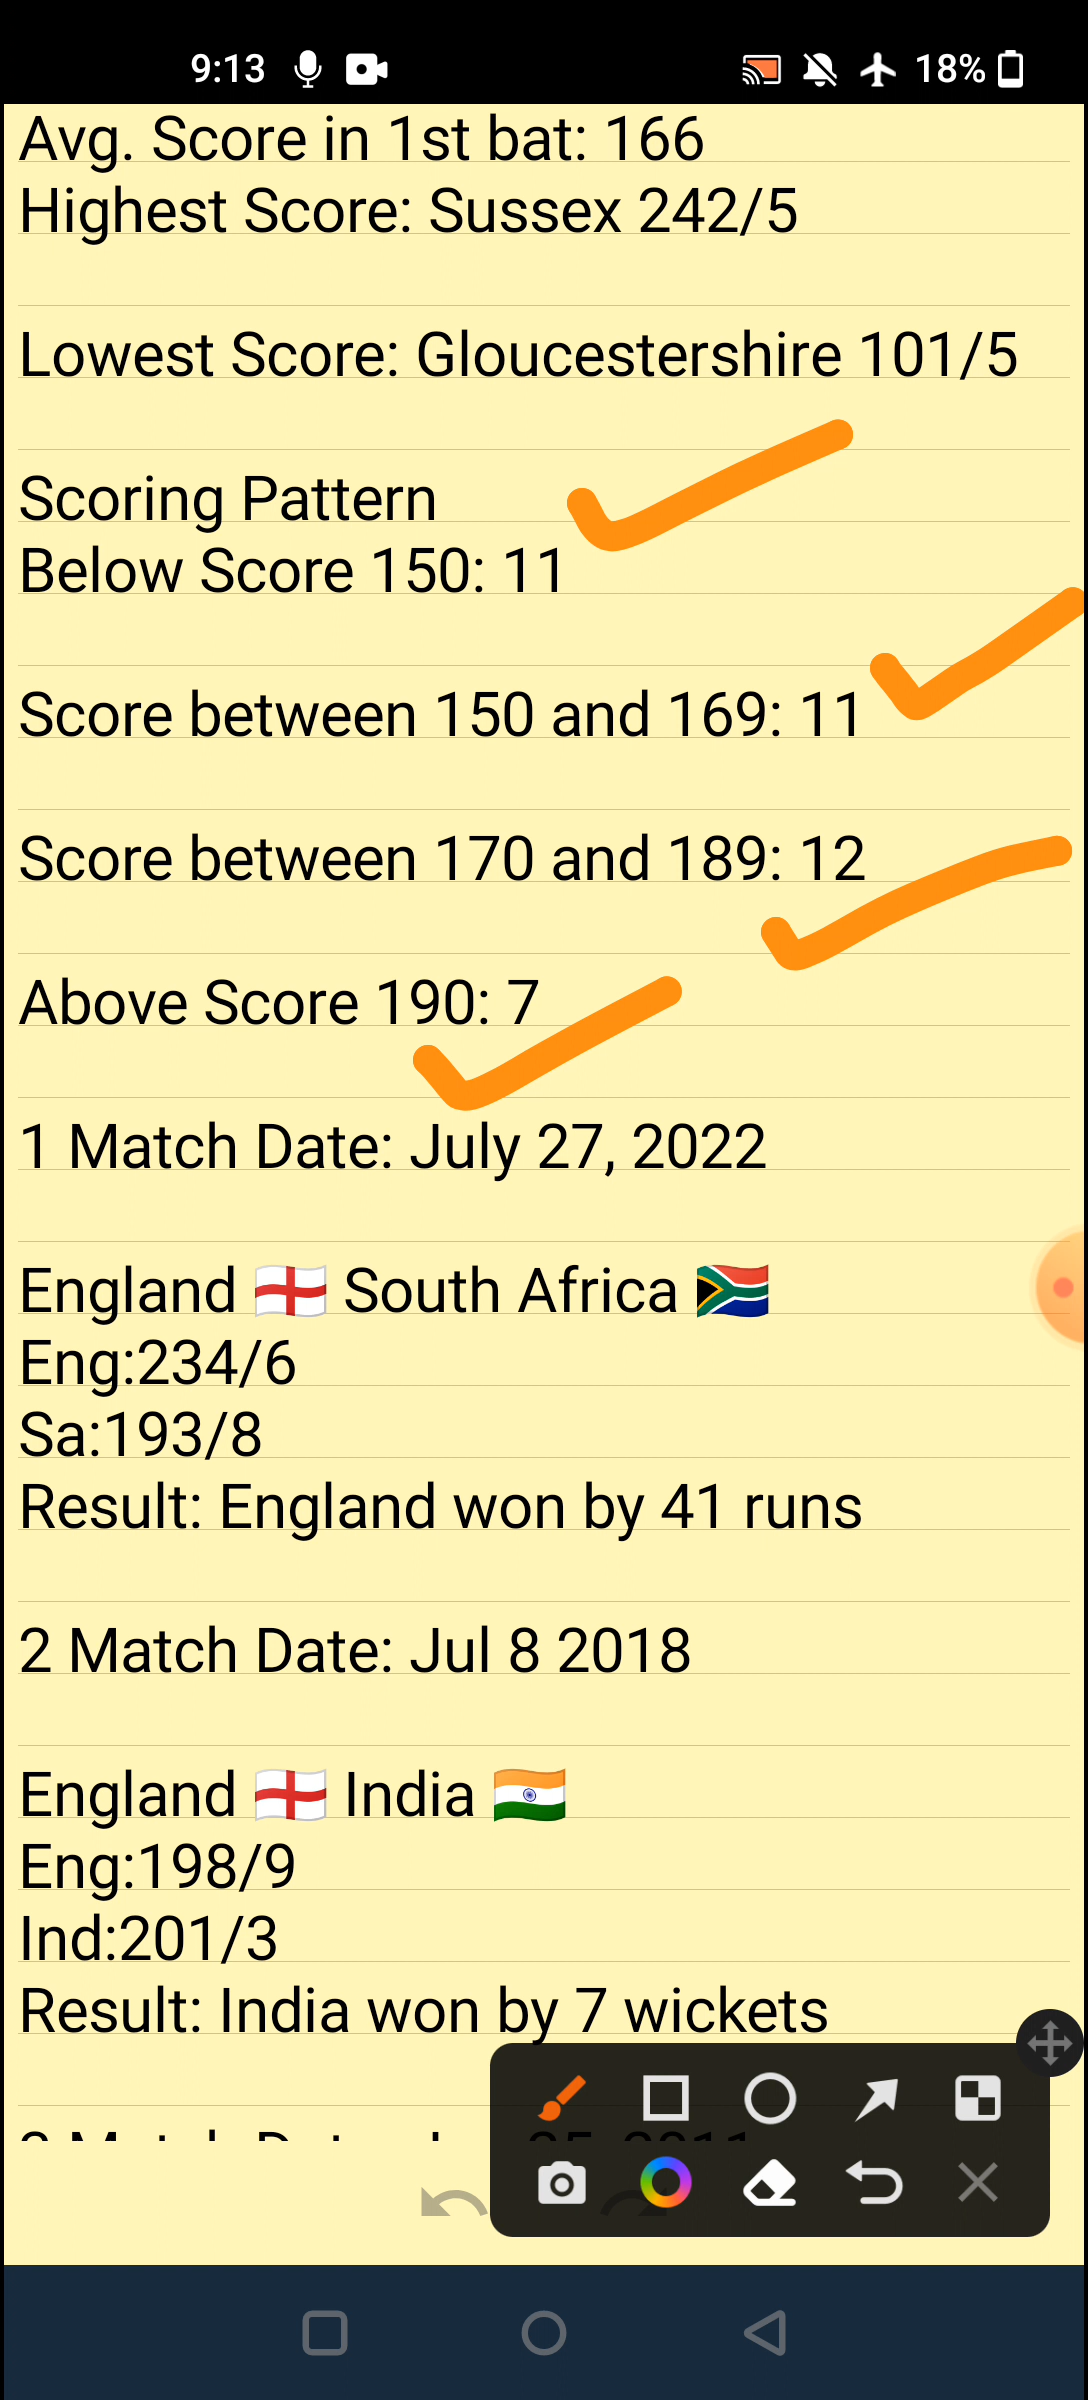 9:13 18%
Avg. Score in 1st bat: 166
Highest Score: Sussex 242/5
Lowest Score: Gloucestershire 101/5
Scoring Pattern
Below Score 150: 11
Score between 150 and 169: 11
Score between 170 and 189: 12
Above Score 190: 7
1 Match Date: July 27, 2022
England 🏴󠁧󠁢󠁥󠁮󠁧󠁿 South Africa 🇿🇦
Eng:234/6
Sa:193/8
Result: England won by 41 runs
2 Match Date: Jul 8 2018
England 🏴󠁧󠁢󠁥󠁮󠁧󠁿 India 🇮🇳
Eng:198/9
Ind:201/3
Result: India won by 7 wickets